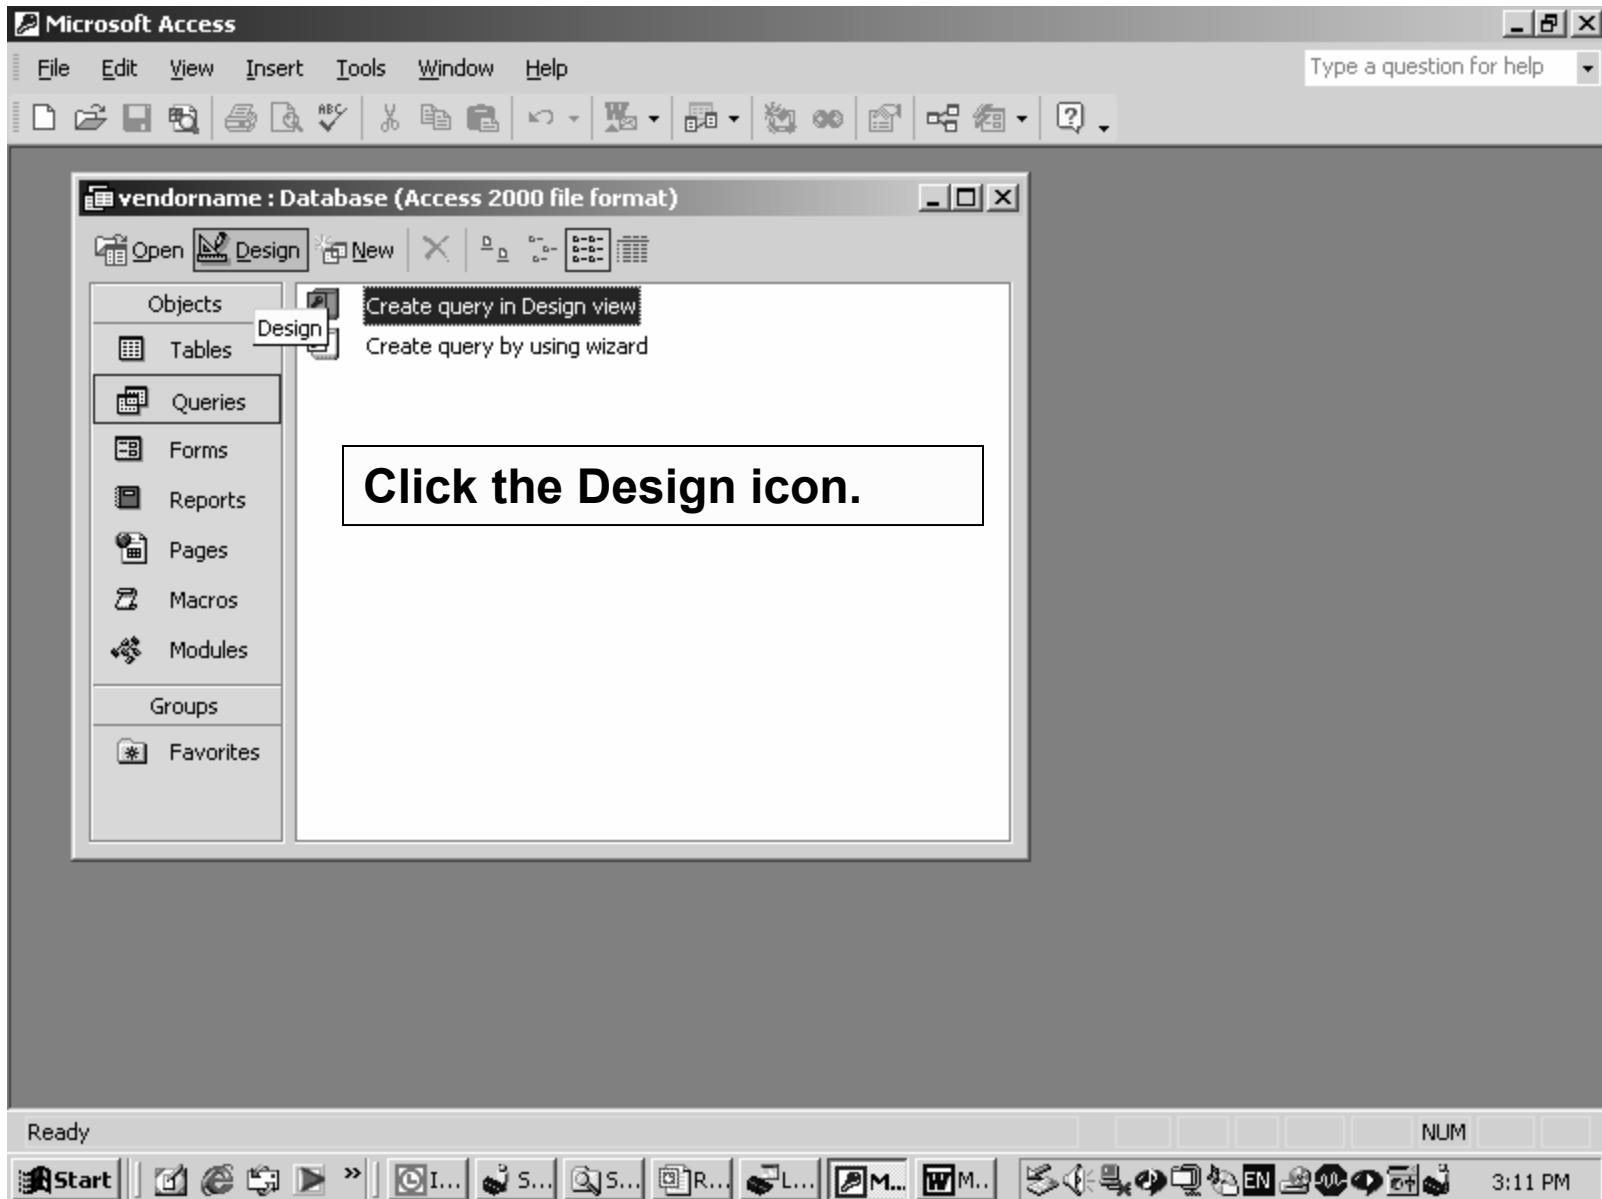 Microsoft Access
File Edit View Insert Tools Window Help
Type a question for help
ABC
vendorname : Database (Access 2000 file format)
Open Design New
Objects
Design
Create query in Design view
Tables
Create query by using wizard
Queries
Forms
Click the Design icon.
Reports
Pages
Macros
Modules
Groups
Favorites
Ready
NUM
Start » I... S... S... R... L... M... M.. EN 3:11 PM